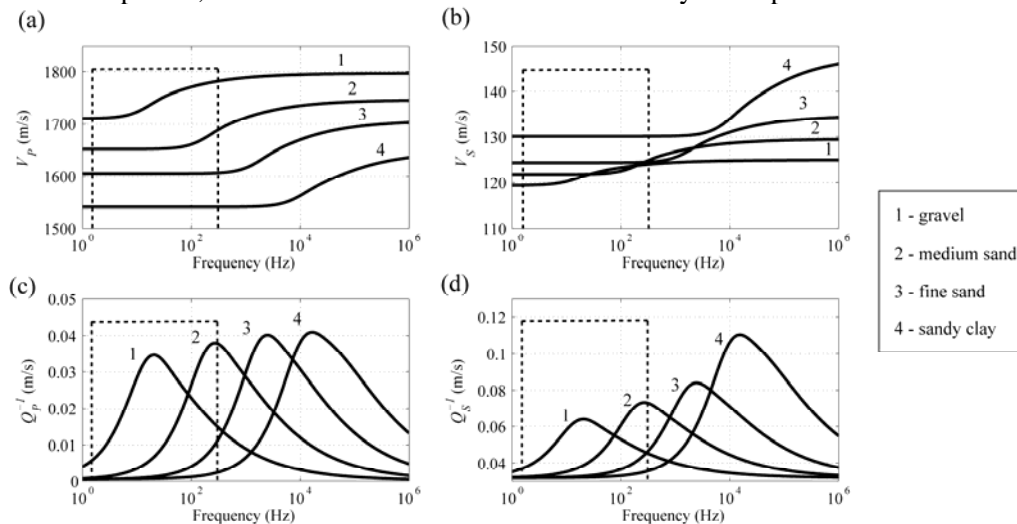 (a)
1800
1700
1600
1500
V_P (m/s)
10^0 10^2 10^4 10^6
Frequency (Hz)
1
2
3
4
(b)
150
140
130
120
110
V_S (m/s)
10^0 10^2 10^4 10^6
Frequency (Hz)
4
3
2
1
(c)
0.05
0.04
0.03
0.02
0.01
0
Q_P^-1 (m/s)
10^0 10^2 10^4 10^6
Frequency (Hz)
1 2 3 4
(d)
0.12
0.1
0.08
0.06
0.04
Q_S^-1 (m/s)
10^0 10^2 10^4 10^6
Frequency (Hz)
1 2 3 4
1 - gravel
2 - medium sand
3 - fine sand
4 - sandy clay